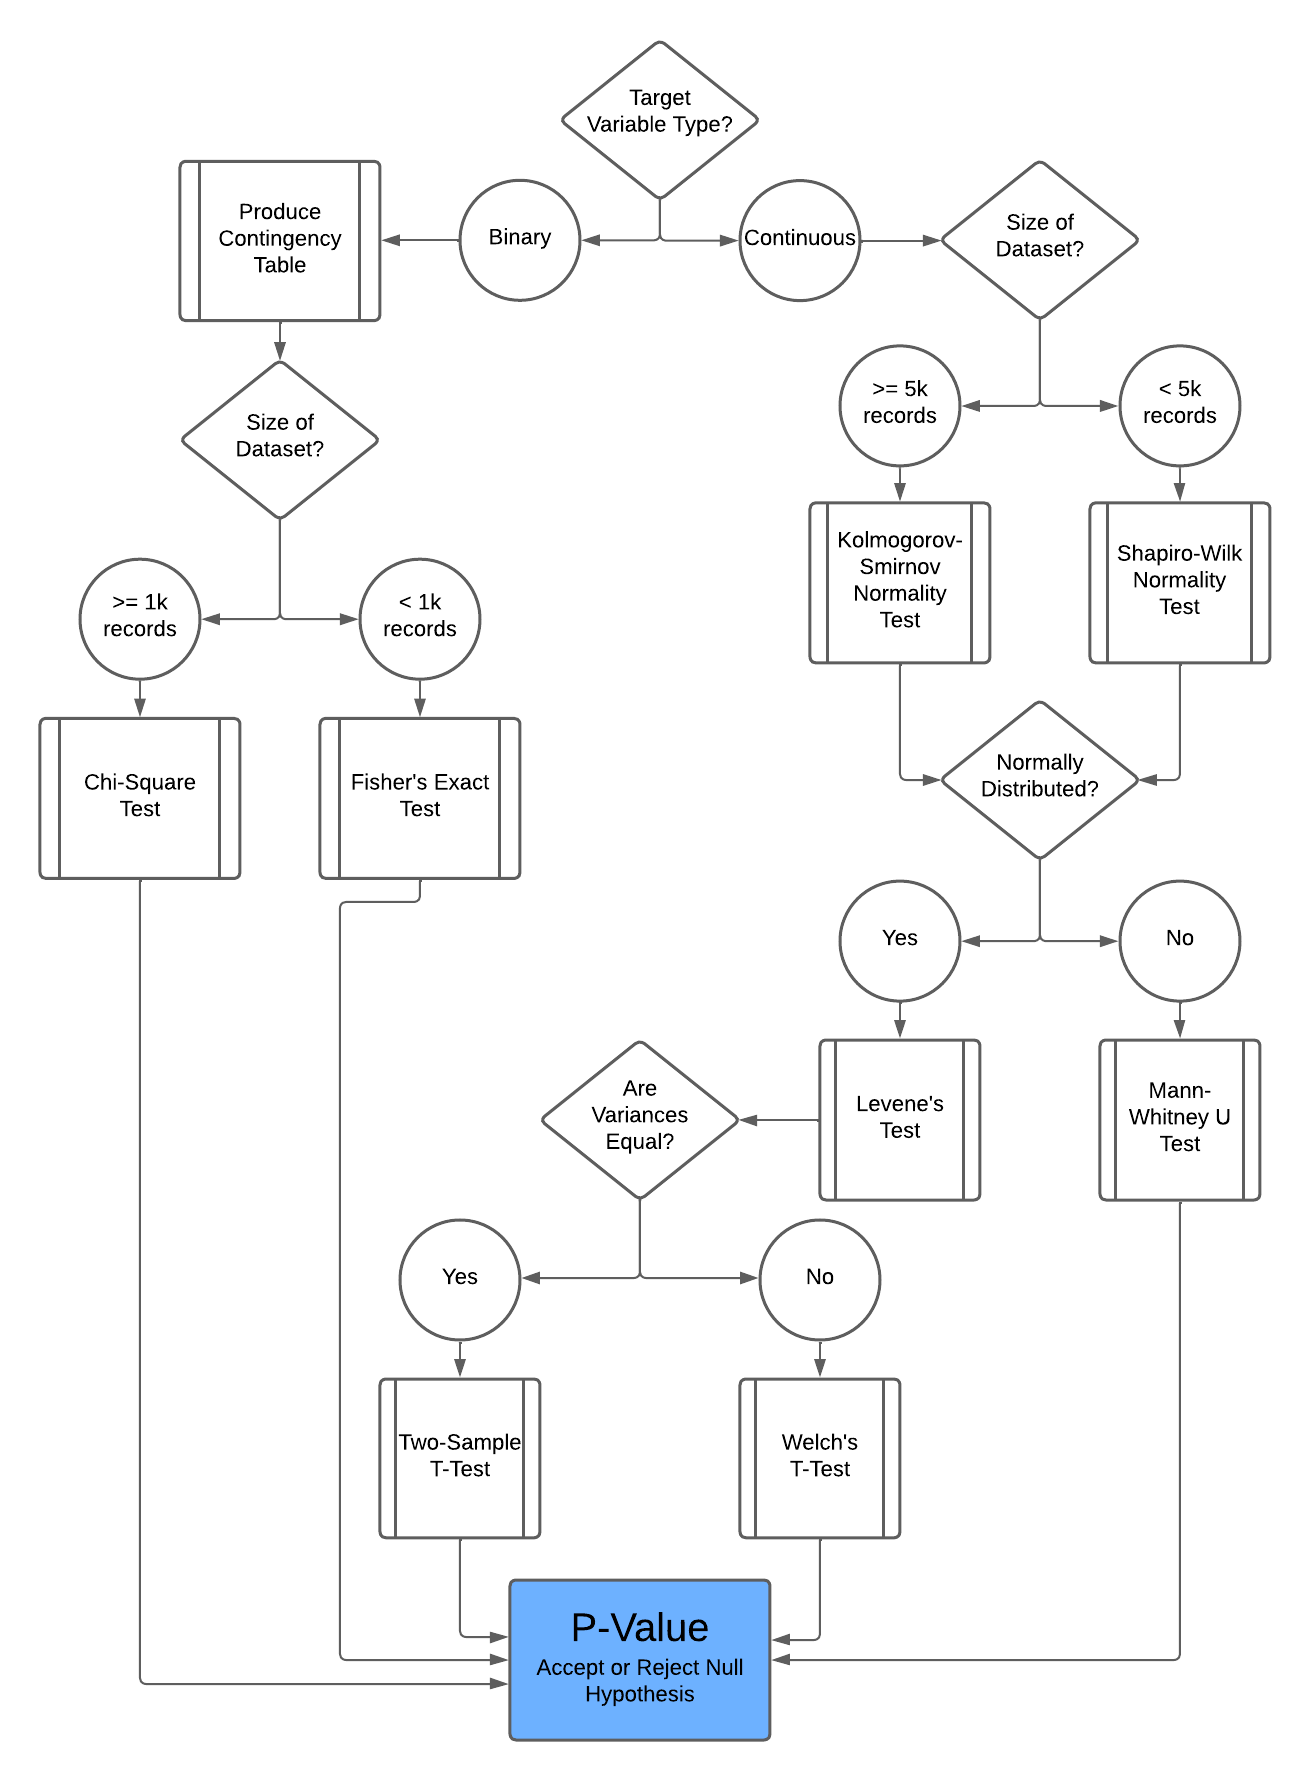 Target
Variable Type?
Produce
Contingency
Table
Binary
Continuous
Size of
Dataset?
>= 5k
records
< 5k
records
Size of
Dataset?
Kolmogorov-
Smirnov
Normality
Test
Shapiro-Wilk
Normality
Test
>= 1k
records
< 1k
records
Chi-Square
Test
Fisher's Exact
Test
Normally
Distributed?
Yes
No
Are
Variances
Equal?
Levene's
Test
Mann-
Whitney U
Test
Yes
No
Two-Sample
T-Test
Welch's
T-Test
P-Value
Accept or Reject Null
Hypothesis